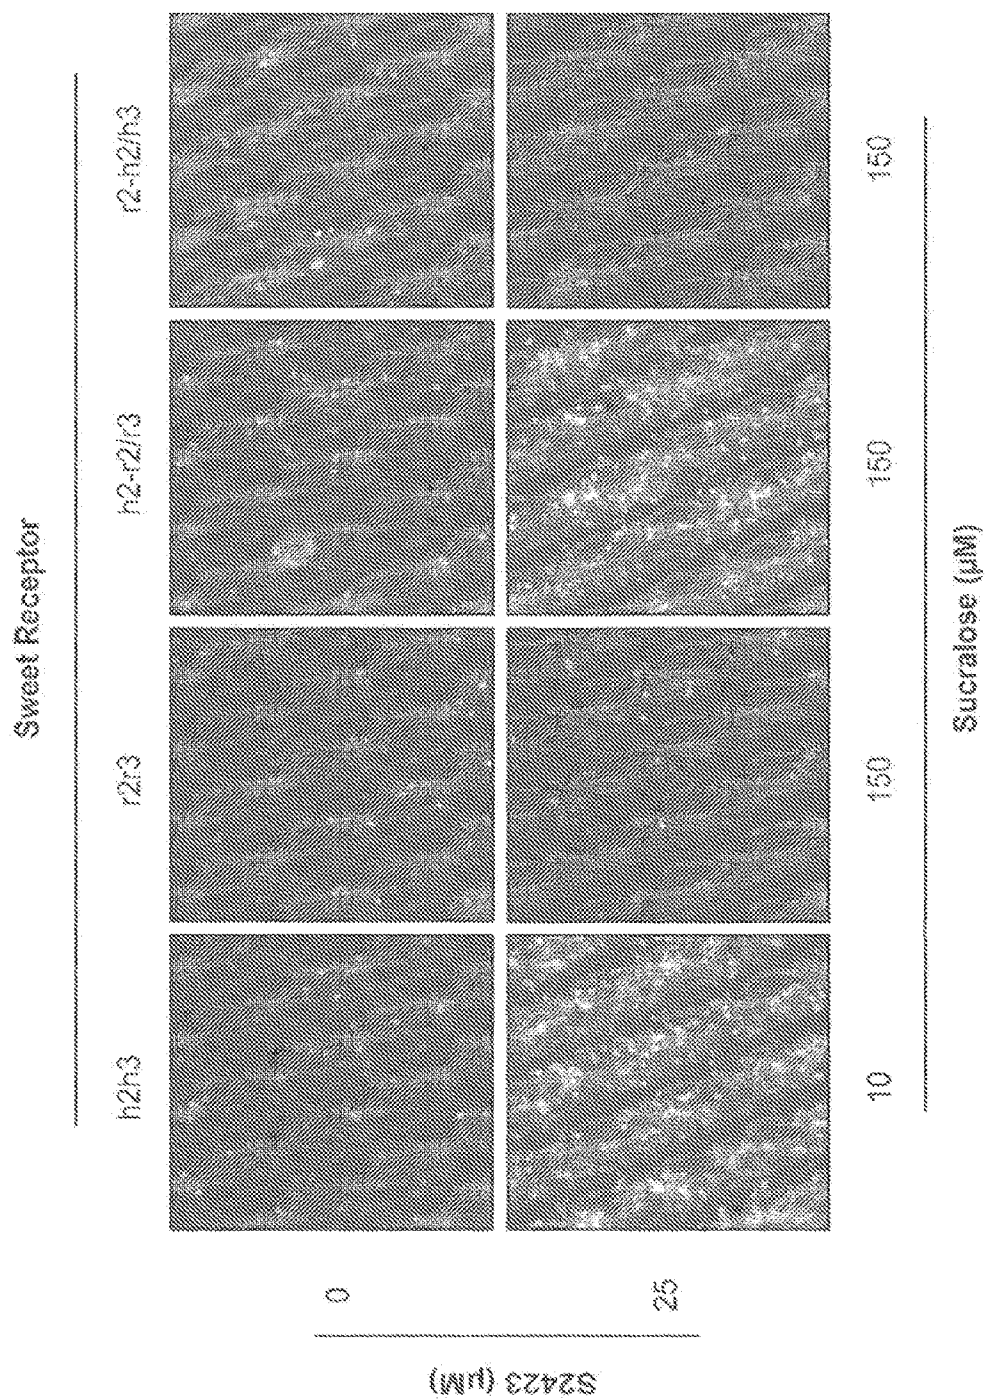 Sweet Receptor
h2h3
r2r3
h2-r2/r3
r2-h2/h3
S2423 (µM)
0
25
10
150
150
150
Sucralose (µM)